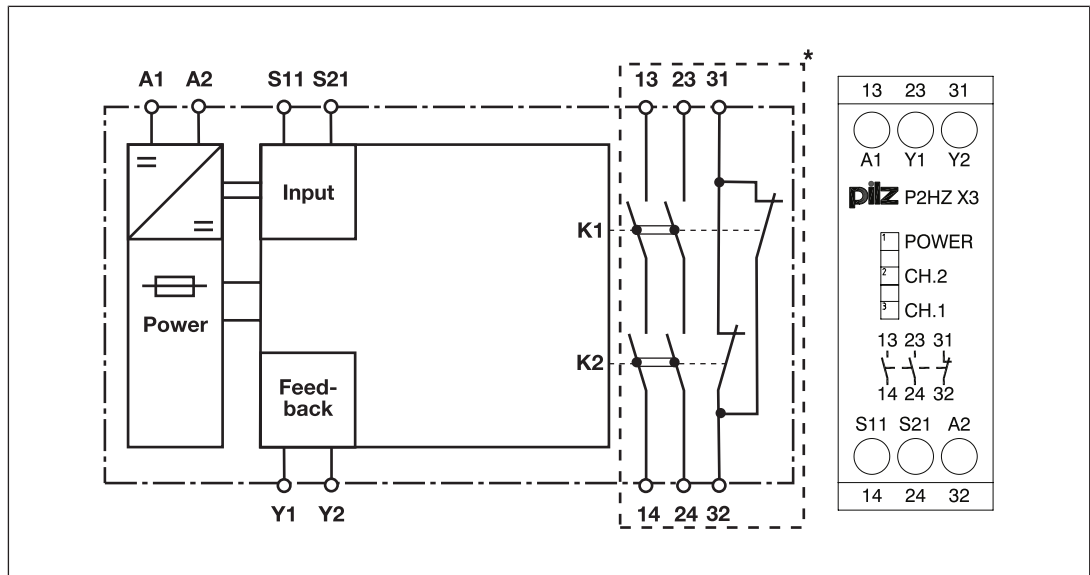 A1 A2 S11 S21 13 23 31 *
Input
K1
Power
K2
Feed-
back
Y1 Y2 14 24 32
13 23 31
A1 Y1 Y2
pilz P2HZ X3
1 POWER
2 CH.2
3 CH.1
13 23 31
14 24 32
S11 S21 A2
14 24 32